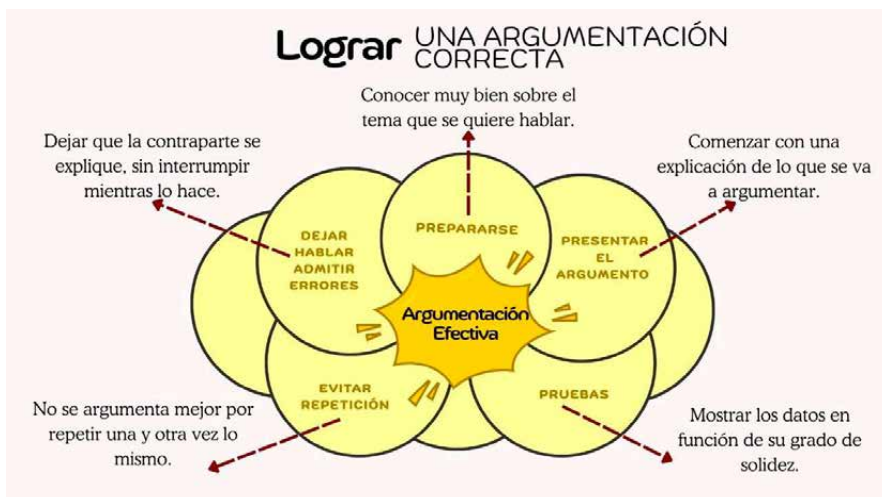 Lograr UNA ARGUMENTACIÓN
CORRECTA
Conocer muy bien sobre el
tema que se quiere hablar.
Dejar que la contraparte se
explique, sin interrumpir
mientras lo hace.
Comenzar con una
explicación de lo que se va
a argumentar.
DEJAR
HABLAR
ADMITIR
ERRORES
PREPARARSE
PRESENTAR
EL
ARGUMENTO
Argumentación
Efectiva
EVITAR
REPETICIÓN
PRUEBAS
No se argumenta mejor por
repetir una y otra vez lo
mismo.
Mostrar los datos en
función de su grado de
solidez.